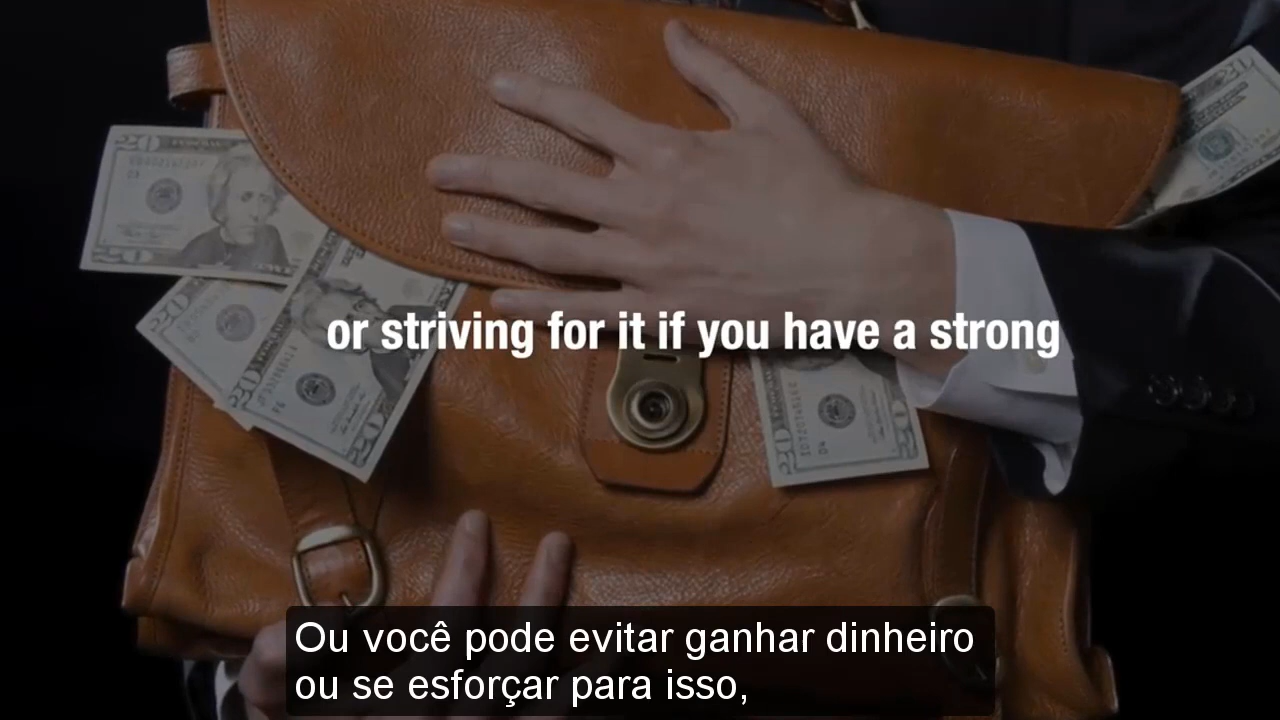 or striving for it if you have a strong
Ou você pode evitar ganhar dinheiro
ou se esforçar para isso,